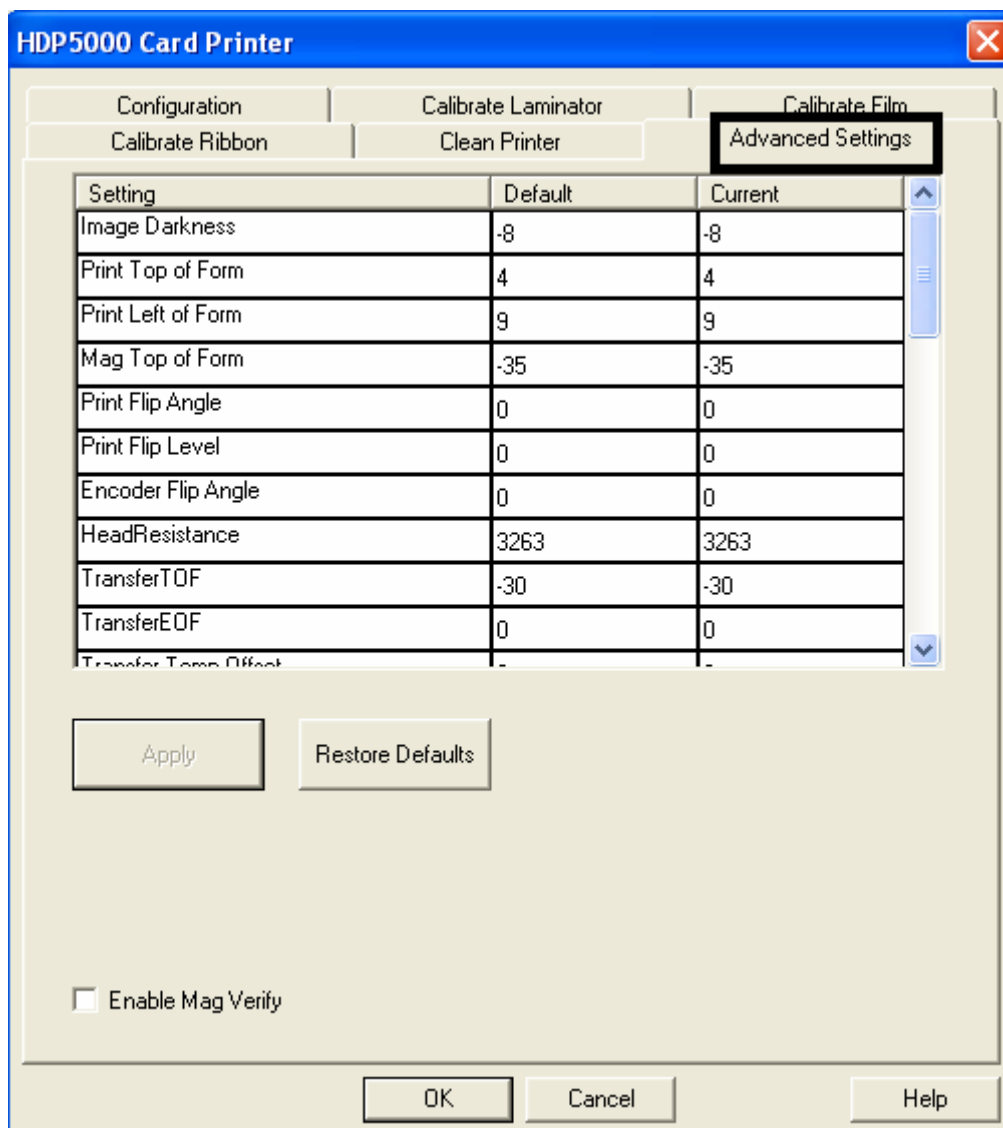 HDP5000 Card Printer
Configuration Calibrate Laminator Calibrate Film
Calibrate Ribbon Clean Printer Advanced Settings
Setting Default Current
Image Darkness -8 -8
Print Top of Form 4 4
Print Left of Form 9 9
Mag Top of Form -35 -35
Print Flip Angle 0 0
Print Flip Level 0 0
Encoder Flip Angle 0 0
HeadResistance 3263 3263
TransferTOF -30 -30
TransferEOF 0 0
Transfer Temp Offset
Apply Restore Defaults
Enable Mag Verify
OK Cancel Help